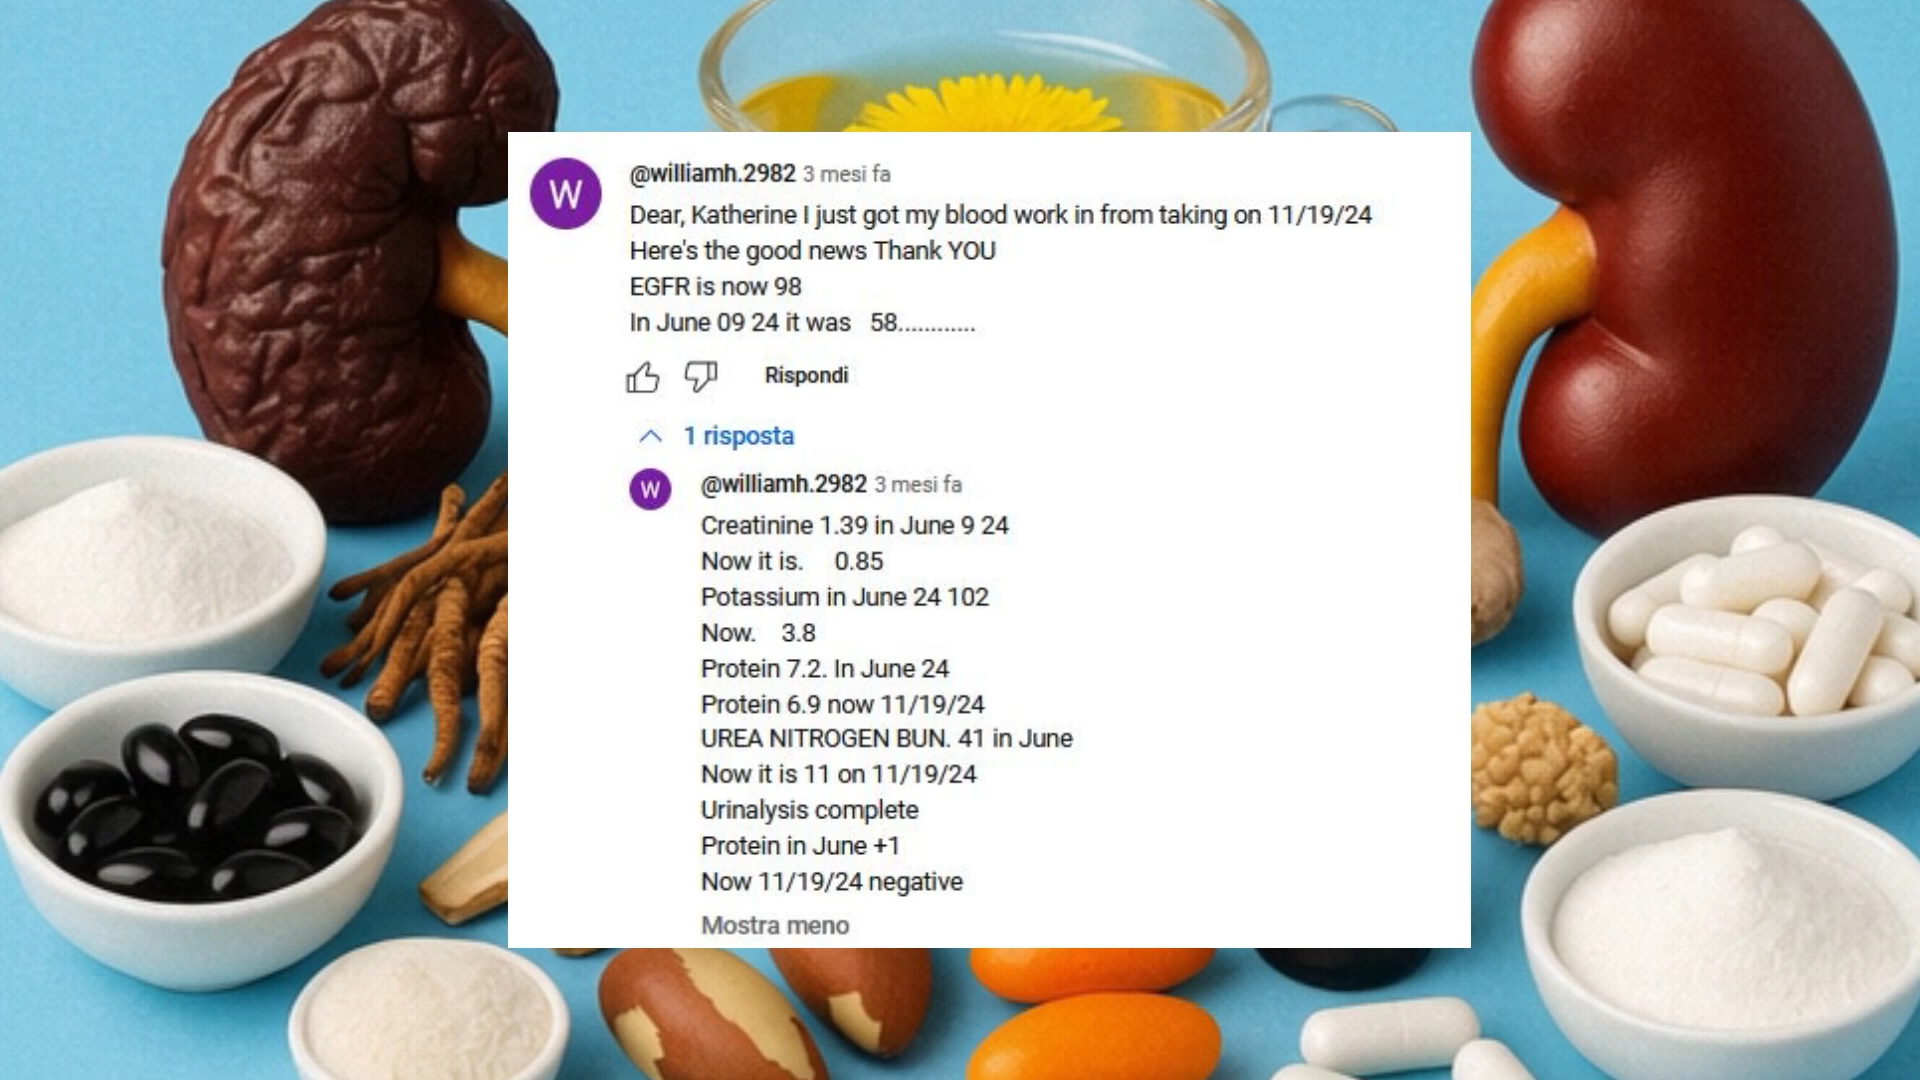 W
@williamh.2982 3 mesi fa
Dear, Katherine I just got my blood work in from taking on 11/19/24
Here's the good news Thank YOU
EGFR is now 98
In June 09 24 it was 58............
Rispondi
1 risposta
W
@williamh.2982 3 mesi fa
Creatinine 1.39 in June 9 24
Now it is. 0.85
Potassium in June 24 102
Now. 3.8
Protein 7.2. In June 24
Protein 6.9 now 11/19/24
UREA NITROGEN BUN. 41 in June
Now it is 11 on 11/19/24
Urinalysis complete
Protein in June +1
Now 11/19/24 negative
Mostra meno